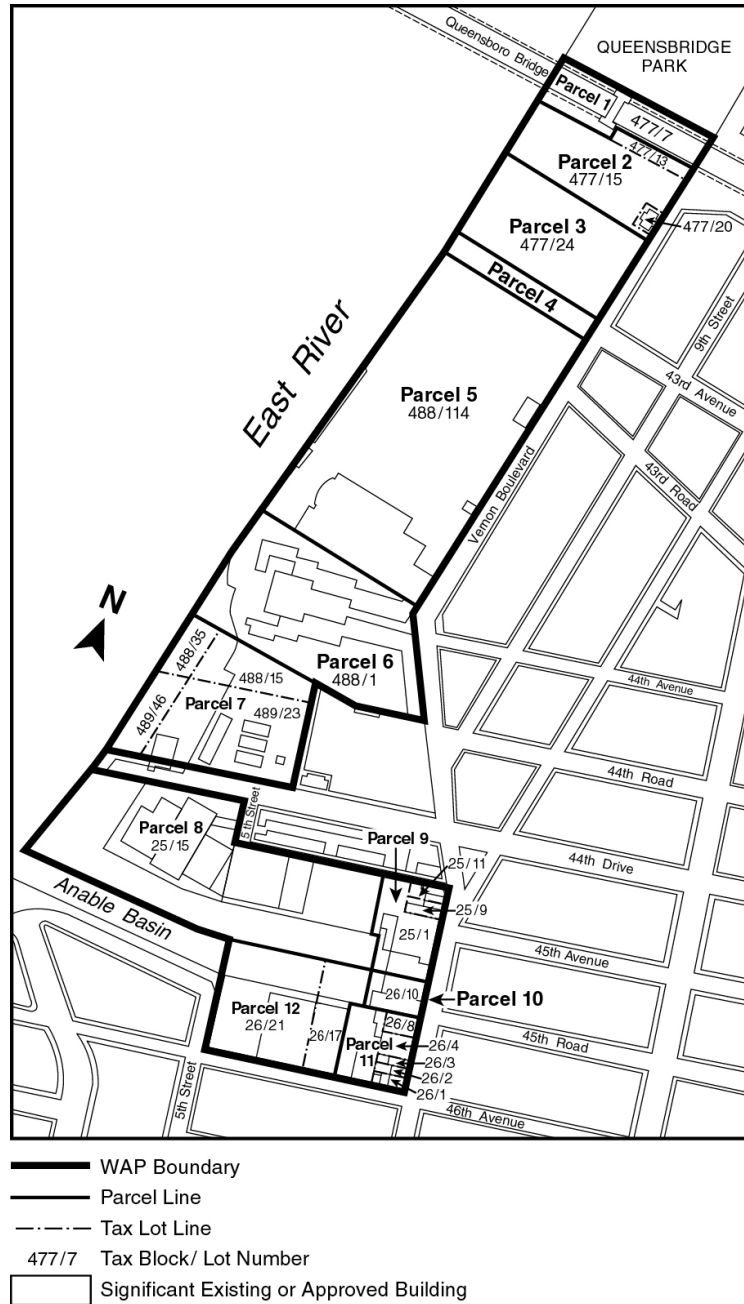 QUEENSBRIDGE
PARK
Queensboro Bridge
Parcel 1
477/7
477/13
Parcel 2
477/15
477/20
Parcel 3
477/24
Parcel 4
9th Street
43rd Avenue
East River
Parcel 5
488/114
43rd Road
Vernon Boulevard
N
Parcel 6
488/1
44th Avenue
488/35
488/15
Parcel 7
489/46
489/23
44th Road
5th Street
Parcel 8
25/15
Parcel 9
44th Drive
25/11
25/9
Anable Basin
25/1
45th Avenue
26/10
Parcel 10
Parcel 12
26/21
26/17
26/8
Parcel
11
26/4
26/3
26/2
26/1
45th Road
5th Street
46th Avenue
WAP Boundary
Parcel Line
Tax Lot Line
477/7
Tax Block/ Lot Number
Significant Existing or Approved Building